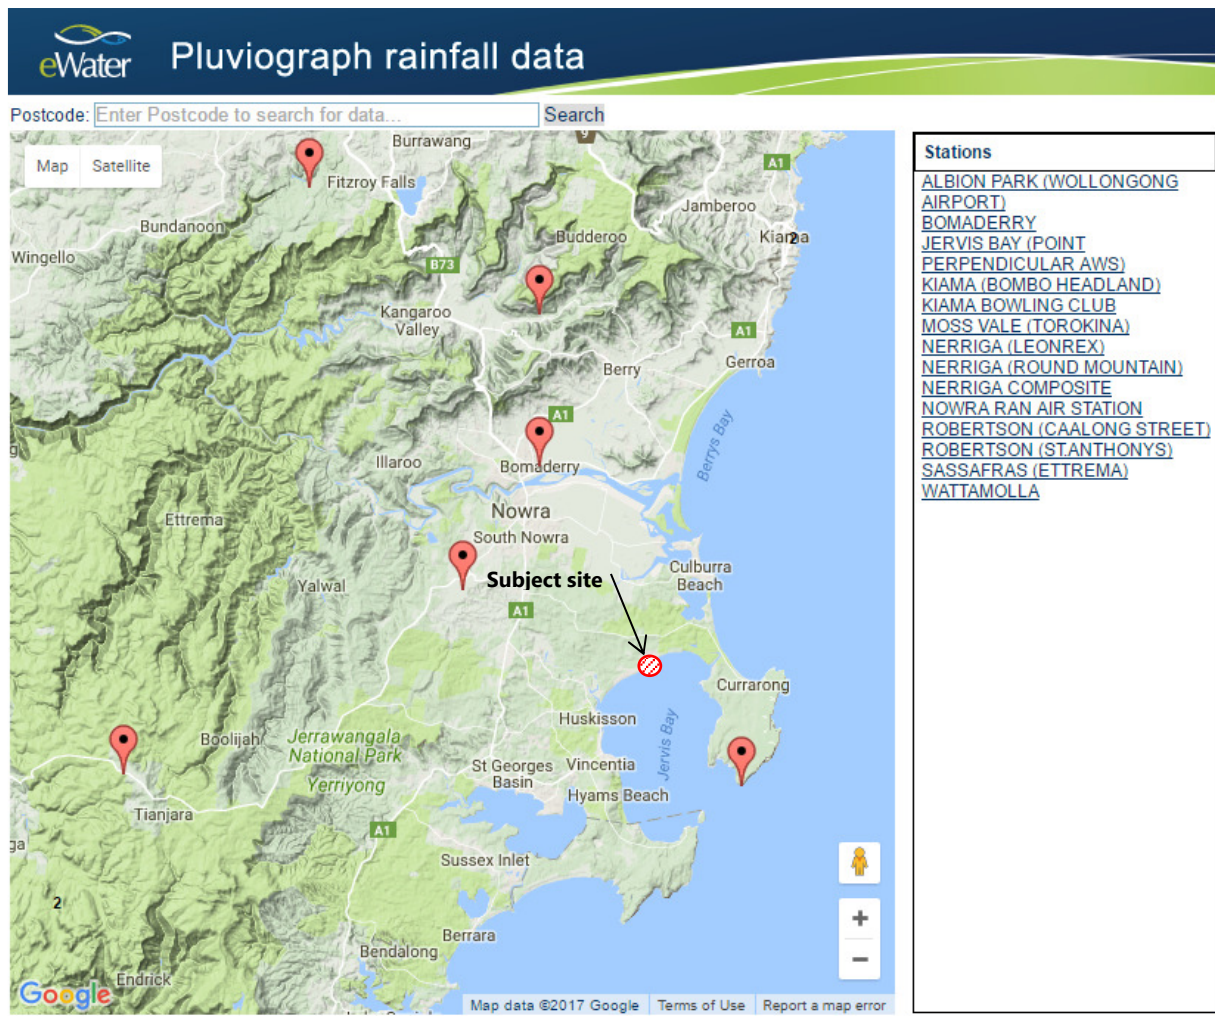 eWater
Pluviograph rainfall data
Postcode: Enter Postcode to search for data... Search
Map Satellite
Burrawang
9
A1
Fitzroy Falls
Jamberoo
Bundanoon
Budderoo
Kiama
2
Wingello
B73
Kangaroo
Valley
A1
Gerroa
Berry
Berrys Bay
A1
Illaroo
Bomaderry
Nowra
Ettrema
South Nowra
Culburra
Beach
Subject site
Yalwal
A1
Currarong
Huskisson
Jervis Bay
Boolijah
Jerrawangala
National Park
St Georges
Basin
Vincentia
Yerriyong
Hyams Beach
Tianjara
A1
ga
Sussex Inlet
2
Berrara
Bendalong
Endrick
Google
Map data ©2017 Google Terms of Use Report a map error
+
−
Stations
ALBION PARK (WOLLONGONG
AIRPORT)
BOMADERRY
JERVIS BAY (POINT
PERPENDICULAR AWS)
KIAMA (BOMBO HEADLAND)
KIAMA BOWLING CLUB
MOSS VALE (TOROKINA)
NERRIGA (LEONREX)
NERRIGA (ROUND MOUNTAIN)
NERRIGA COMPOSITE
NOWRA RAN AIR STATION
ROBERTSON (CAALONG STREET)
ROBERTSON (ST.ANTHONYS)
SASSAFRAS (ETTREMA)
WATTAMOLLA